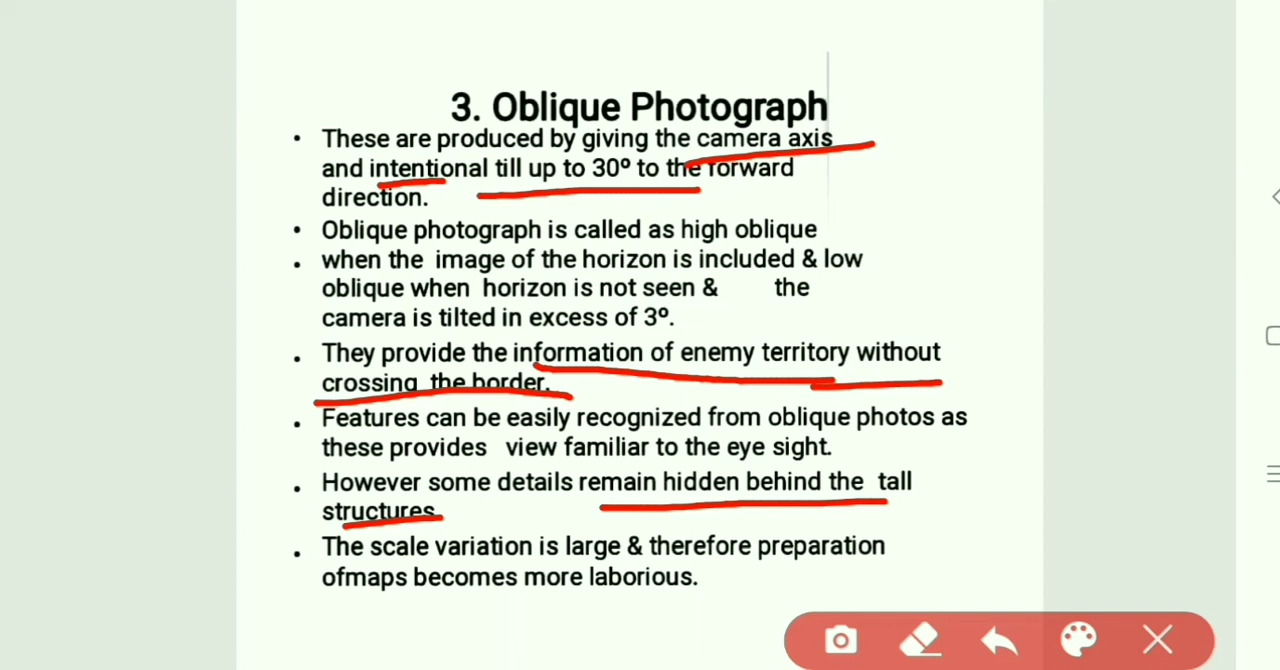 3. Oblique Photograph
• These are produced by giving the camera axis
and intentional till up to 30º to the forward
direction.
• Oblique photograph is called as high oblique
• when the image of the horizon is included & low
oblique when horizon is not seen & the
camera is tilted in excess of 3º.
• They provide the information of enemy territory without
crossing the border.
• Features can be easily recognized from oblique photos as
these provides view familiar to the eye sight.
• However some details remain hidden behind the tall
structures
• The scale variation is large & therefore preparation
ofmaps becomes more laborious.